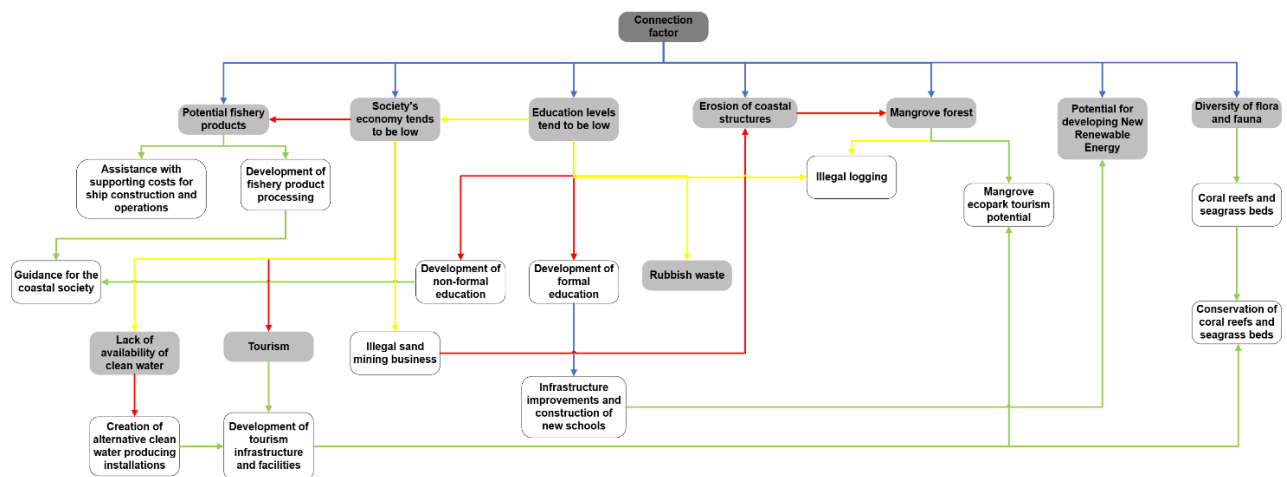 Connection
factor
Potential fishery
products
Society's
economy tends
to be low
Education levels
tend to be low
Erosion of coastal
structures
Mangrove forest
Potential for
developing New
Renewable
Energy
Diversity of flora
and fauna
Assistance with
supporting costs for
ship construction and
operations
Development of
fishery product
processing
Illegal logging
Mangrove
ecopark tourism
potential
Coral reefs and
seagrass beds
Guidance for the
coastal society
Development of
non-formal
education
Development of
formal
education
Rubbish waste
Conservation of
coral reefs and
seagrass beds
Lack of
availability of
clean water
Tourism
Illegal sand
mining business
Infrastructure
improvements and
construction of
new schools
Creation of
alternative clean
water producing
installations
Development of
tourism
infrastructure
and facilities